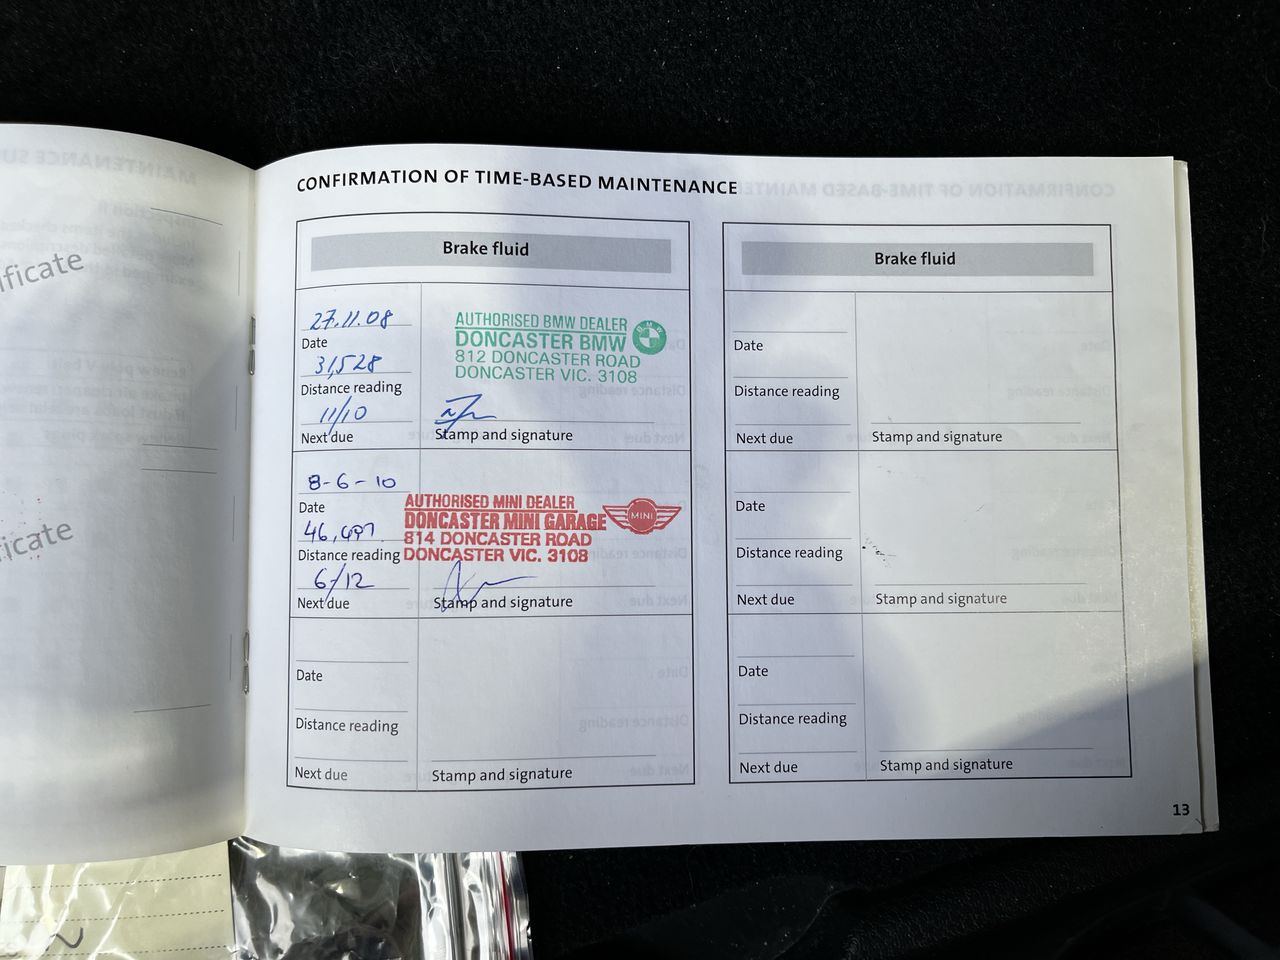 CONFIRMATION OF TIME-BASED MAINTENANCE
Brake fluid
27.11.08
Date
31,528
Distance reading
11/10
Next due
AUTHORISED BMW DEALER
DONCASTER BMW
812 DONCASTER ROAD
DONCASTER VIC. 3108
BMW
Stamp and signature
8-6-10
Date
46,497
Distance reading
6/12
Next due
AUTHORISED MINI DEALER
DONCASTER MINI GARAGE
814 DONCASTER ROAD
DONCASTER VIC. 3108
MINI
Stamp and signature
Date
Distance reading
Next due
Stamp and signature
Brake fluid
Date
Distance reading
Next due
Stamp and signature
Date
Distance reading
Next due
Stamp and signature
Date
Distance reading
Next due
Stamp and signature
13